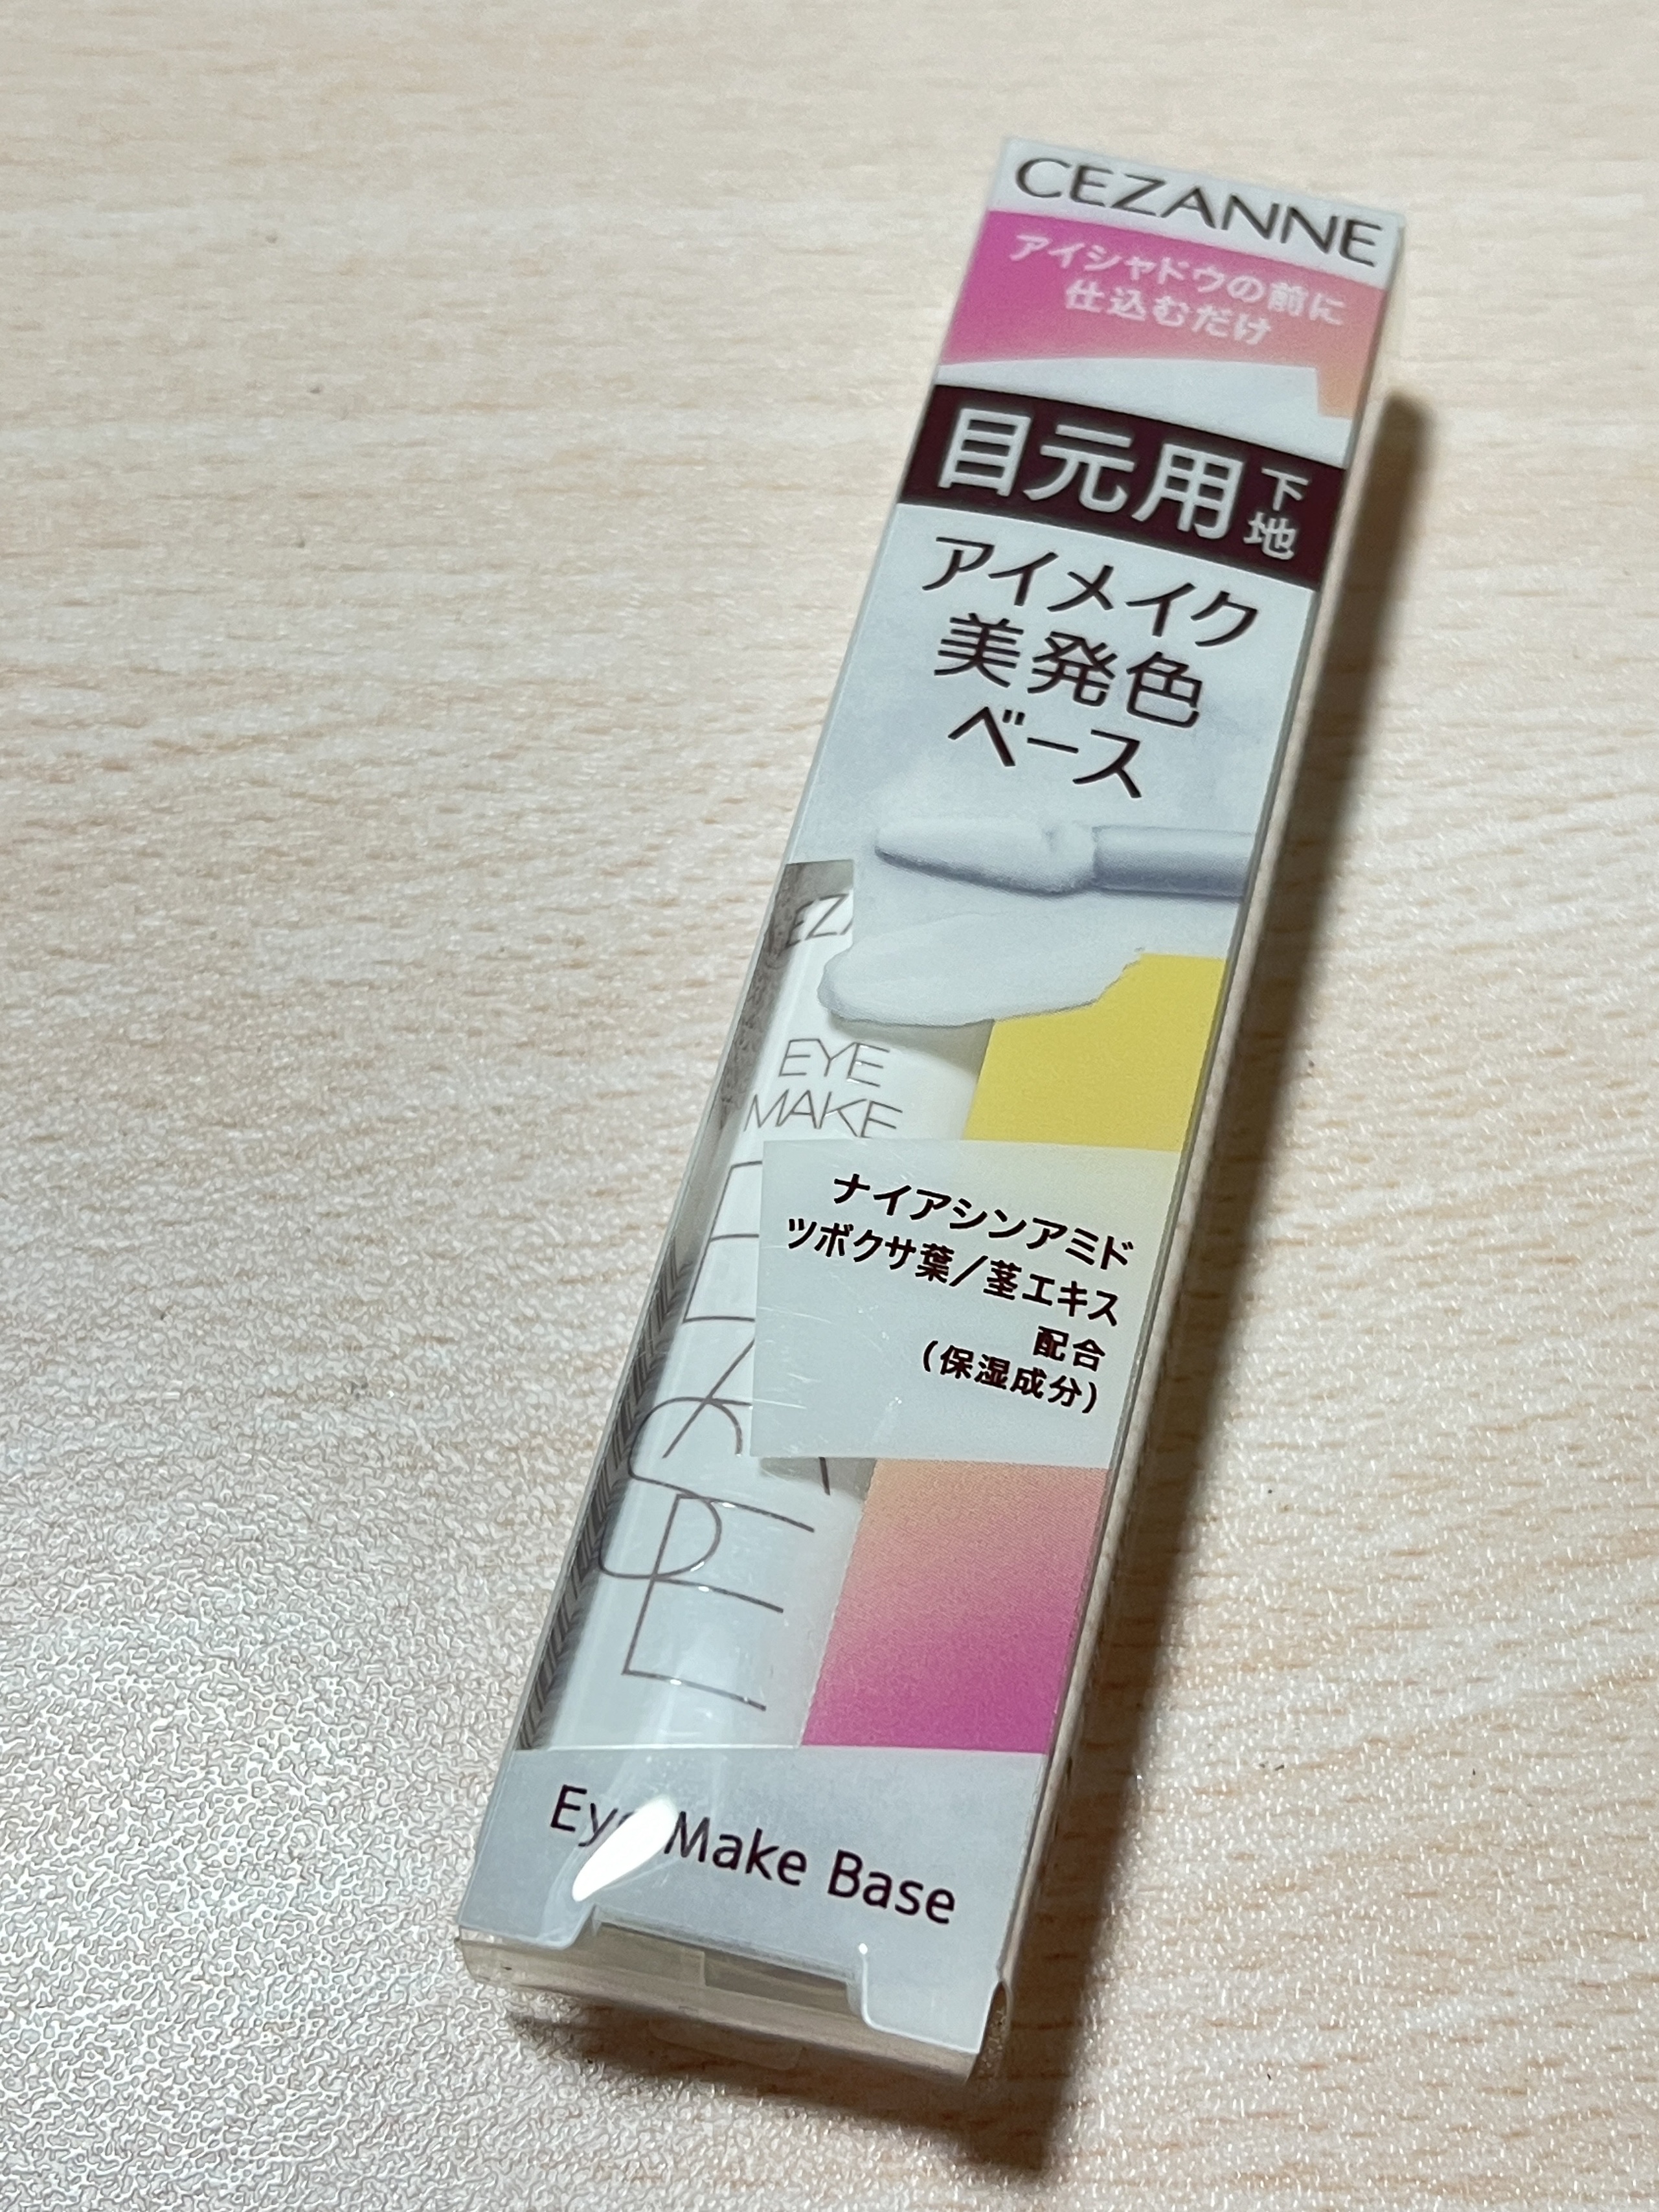 CEZANNE
アイシャドウの前に
仕込むだけ
目元用下地
アイメイク
美発色
ベース
EYE
MAKE
ナイアシンアミド
ツボクサ葉/茎エキス
配合
(保湿成分)
Make Base